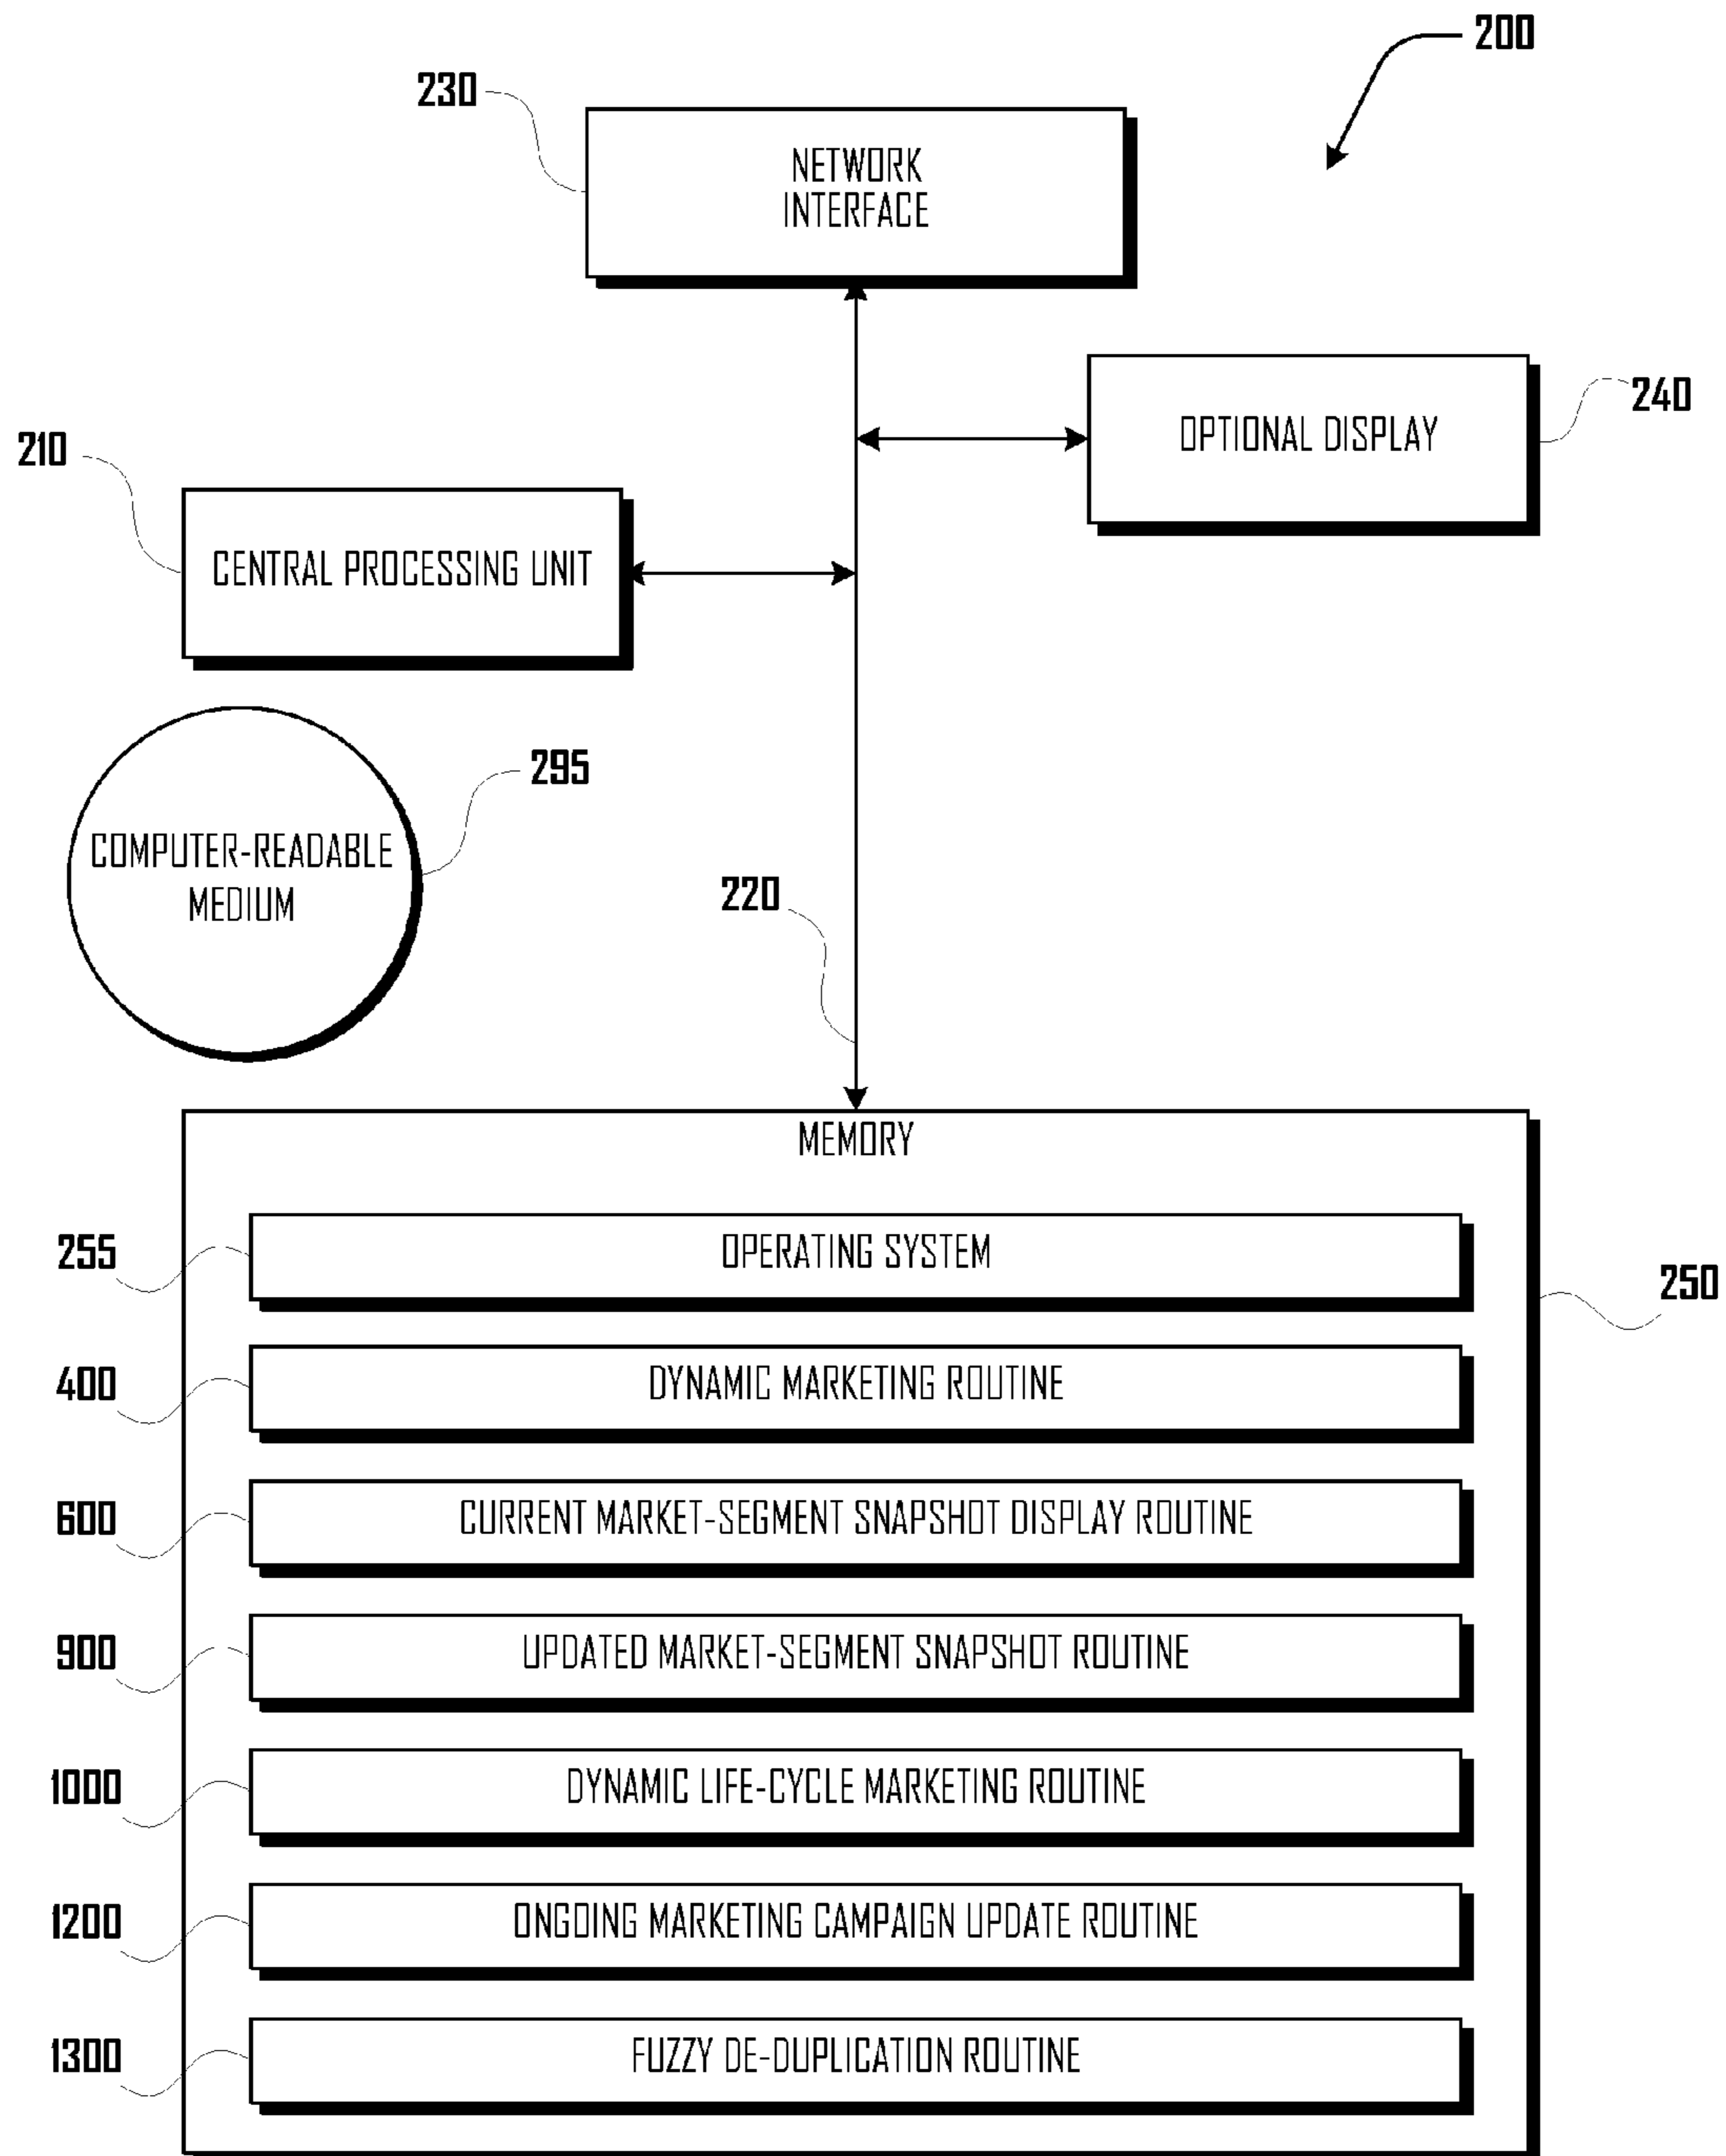 200
230
NETWORK
INTERFACE
240
OPTIONAL DISPLAY
210
CENTRAL PROCESSING UNIT
295
COMPUTER-READABLE
MEDIUM
220
MEMORY
255
OPERATING SYSTEM
250
400
DYNAMIC MARKETING ROUTINE
600
CURRENT MARKET-SEGMENT SNAPSHOT DISPLAY ROUTINE
900
UPDATED MARKET-SEGMENT SNAPSHOT ROUTINE
1000
DYNAMIC LIFE-CYCLE MARKETING ROUTINE
1200
ONGOING MARKETING CAMPAIGN UPDATE ROUTINE
1300
FUZZY DE-DUPLICATION ROUTINE